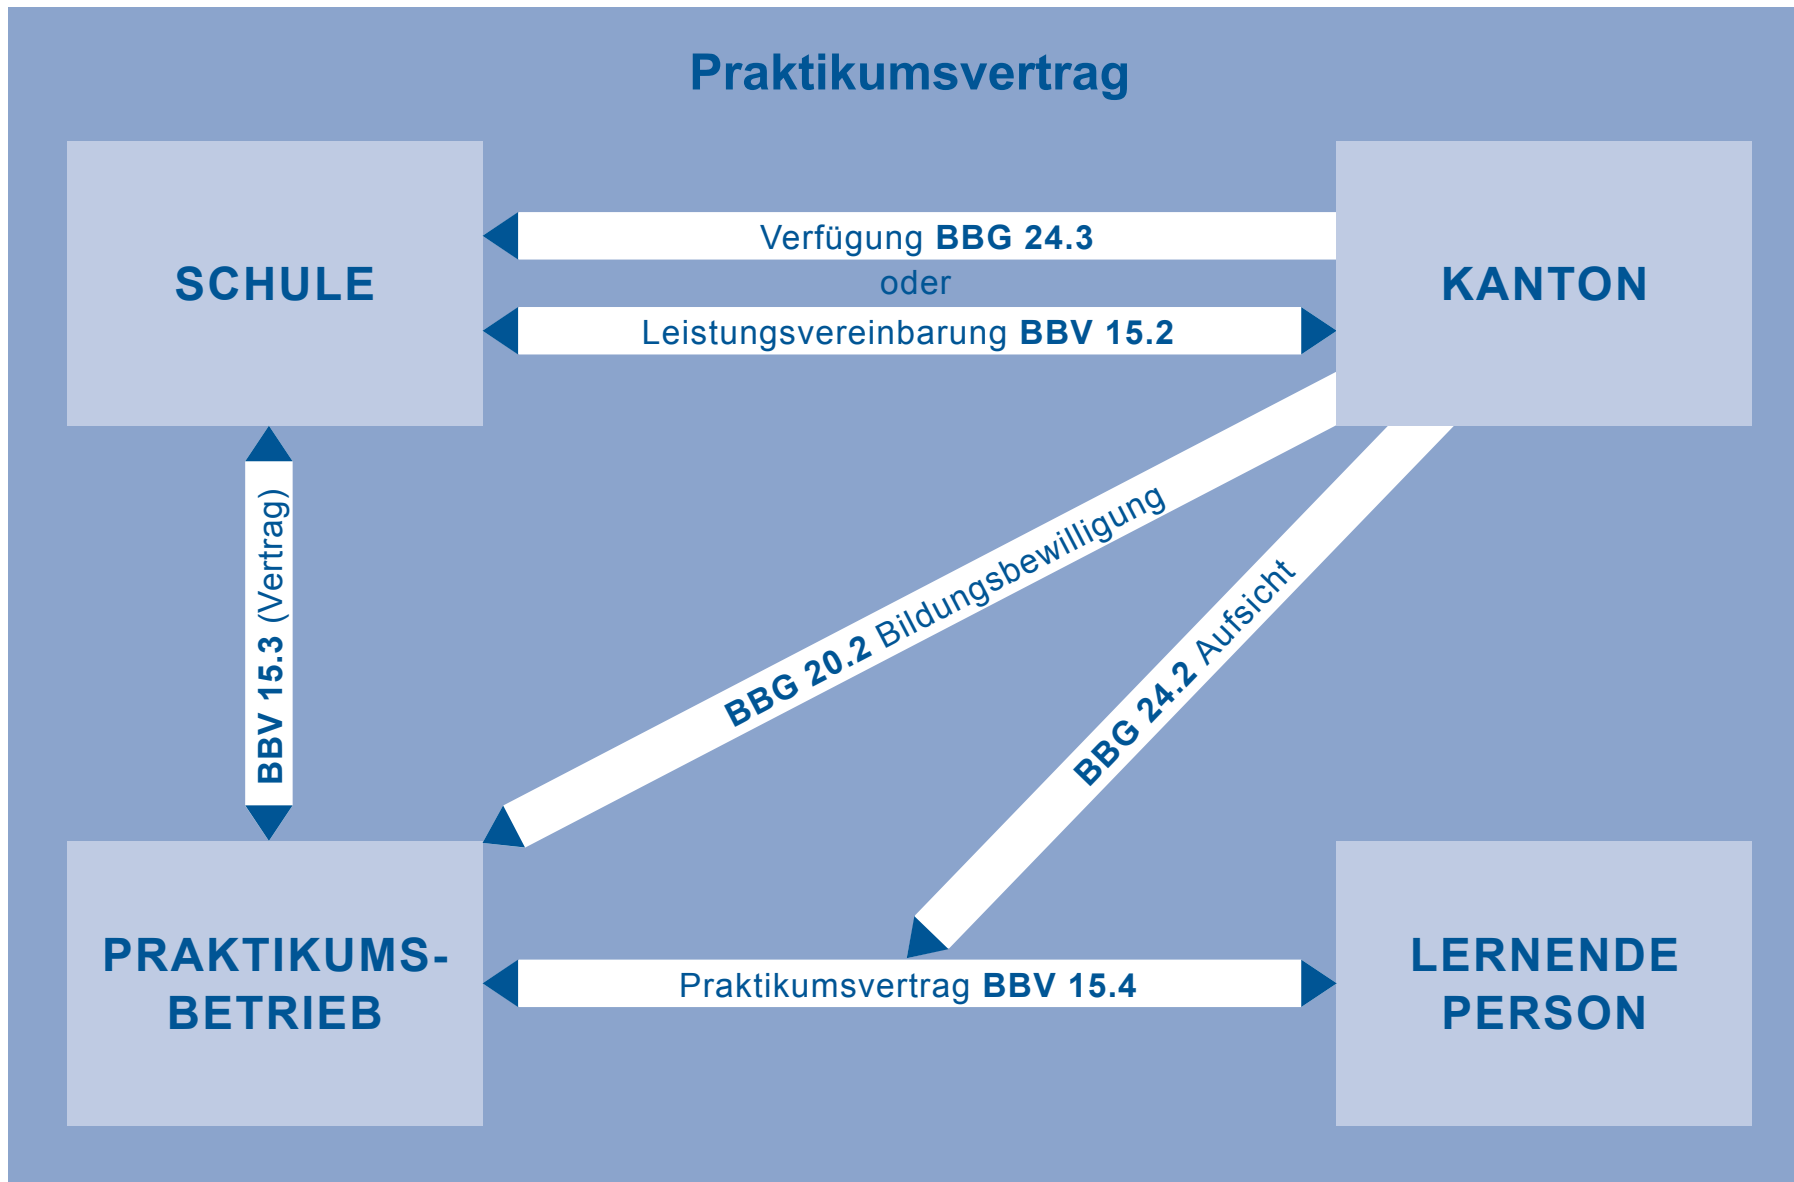 Praktikumsvertrag
SCHULE
Verfügung BBG 24.3
oder
Leistungsvereinbarung BBV 15.2
KANTON
BBV 15.3 (Vertrag)
BBG 20.2 Bildungsbewilligung
BBG 24.2 Aufsicht
PRAKTIKUMS-
BETRIEB
Praktikumsvertrag BBV 15.4
LERNENDE
PERSON